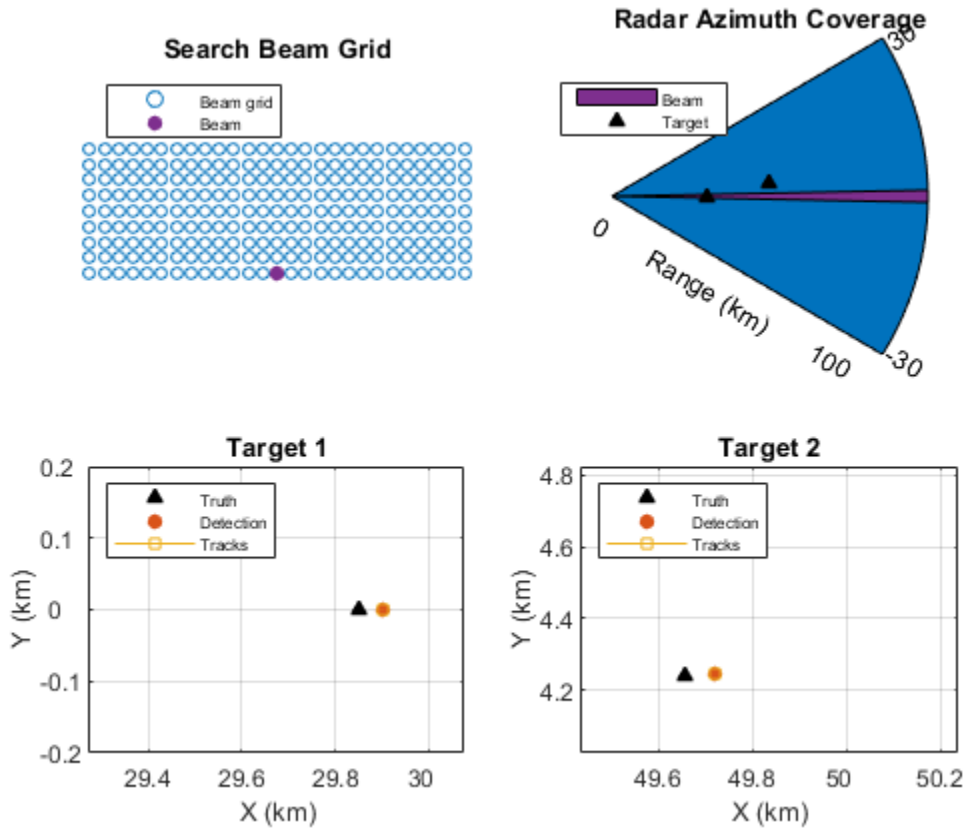 Search Beam Grid
Beam grid
Beam
Radar Azimuth Coverage
Beam
Target
30
0
Range (km)
100
-30
Target 1
Truth
Detection
Tracks
0.2
0.1
0
-0.1
-0.2
Y (km)
29.4
29.6
29.8
30
X (km)
Target 2
Truth
Detection
Tracks
4.8
4.6
4.4
4.2
Y (km)
49.6
49.8
50
50.2
X (km)